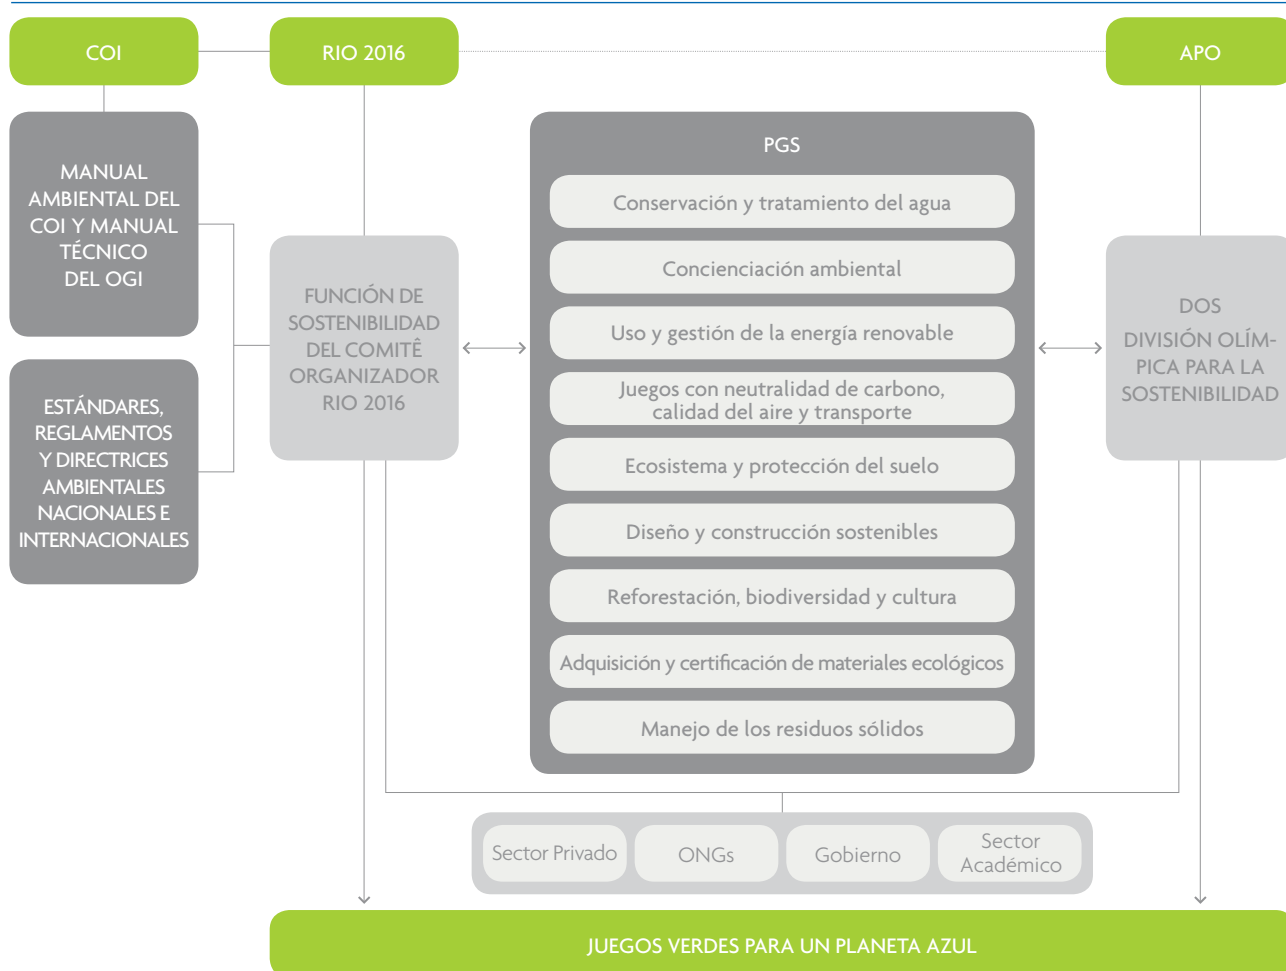 COI
RIO 2016
APO
MANUAL
AMBIENTAL DEL
COI Y MANUAL
TÉCNICO
DEL OGI
ESTÁNDARES,
REGLAMENTOS
Y DIRECTRICES
AMBIENTALES
NACIONALES E
INTERNACIONALES
FUNCIÓN DE
SOSTENIBILIDAD
DEL COMITÊ
ORGANIZADOR
RIO 2016
PGS
Conservación y tratamiento del agua
Concienciación ambiental
Uso y gestión de la energía renovable
Juegos con neutralidad de carbono,
calidad del aire y transporte
Ecosistema y protección del suelo
Diseño y construcción sostenibles
Reforestación, biodiversidad y cultura
Adquisición y certificación de materiales ecológicos
Manejo de los residuos sólidos
DOS
DIVISIÓN OLÍM-
PICA PARA LA
SOSTENIBILIDAD
Sector Privado
ONGs
Gobierno
Sector
Académico
JUEGOS VERDES PARA UN PLANETA AZUL